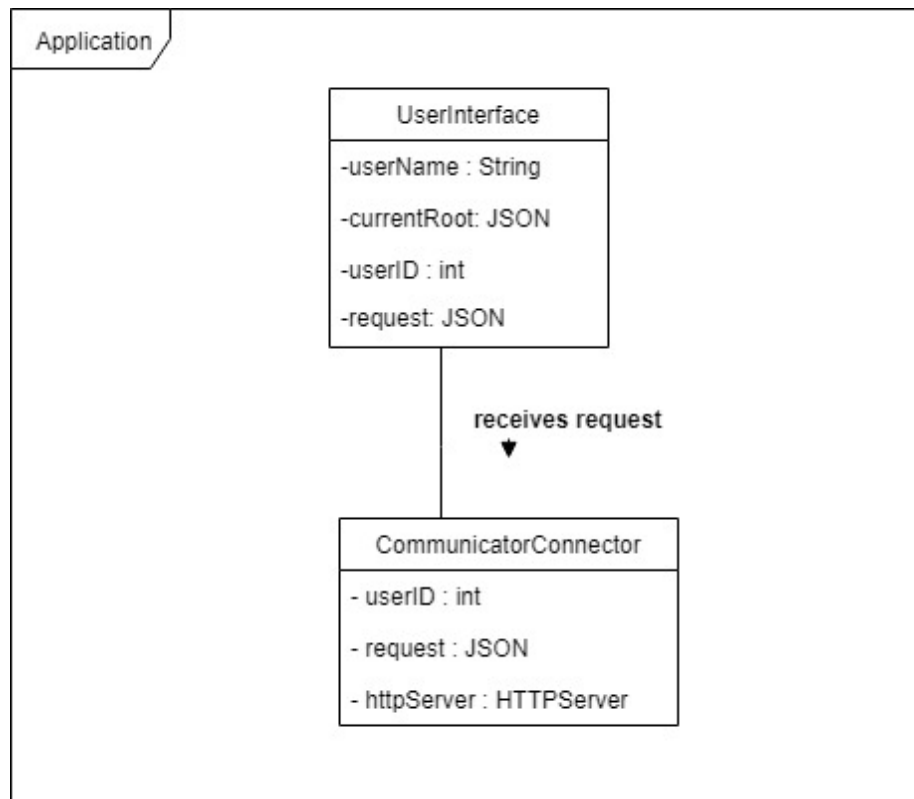 Application
UserInterface
-userName : String
-currentRoot: JSON
-userID : int
-request: JSON
receives request
CommunicatorConnector
- userID : int
- request : JSON
- httpServer : HTTPServer